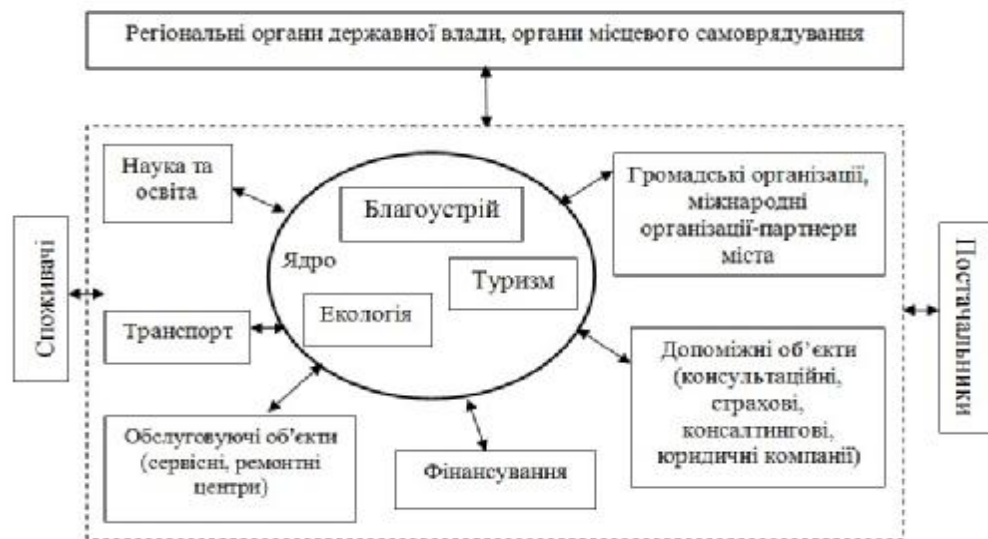 Регіональні органи державної влади, органи місцевого самоврядування
Наука та
освіта
Благоустрій
Громадські організації,
міжнародні
організації-партнери
міста
Ядро
Туризм
Екологія
Споживачі
Транспорт
Постачальники
Допоміжні об’єкти
(консультаційні,
страхові,
консалтингові,
юридичні компанії)
Обслуговуючі об’єкти
(сервісні, ремонтні
центри)
Фінансування